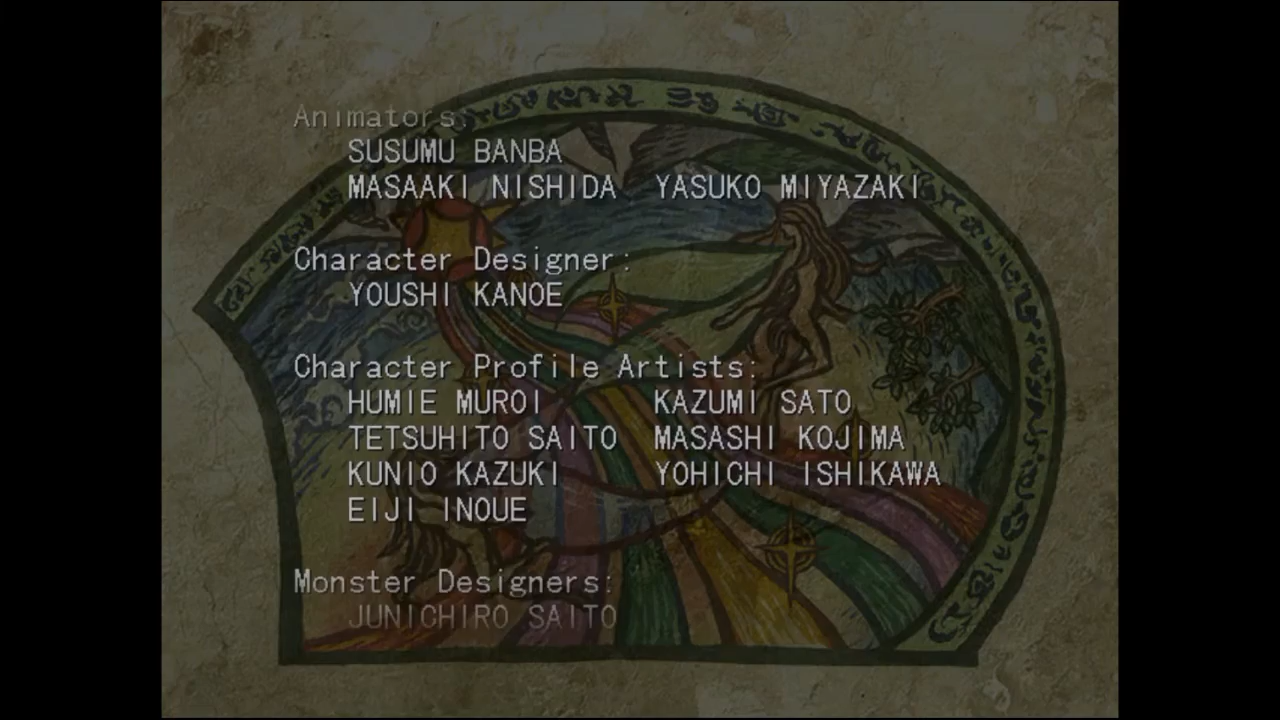 Animators:
SUSUMU BANBA
MASAAKI NISHIDA YASUKO MIYAZAKI
Character Designer:
YOUSHI KANOE
Character Profile Artists:
HUMIE MUROI KAZUMI SATO
TETSUHITO SAITO MASASHI KOJIMA
KUNIO KAZUKI YOHICHI ISHIKAWA
EIJI INOUE
Monster Designers:
JUNICHIRO SAITO